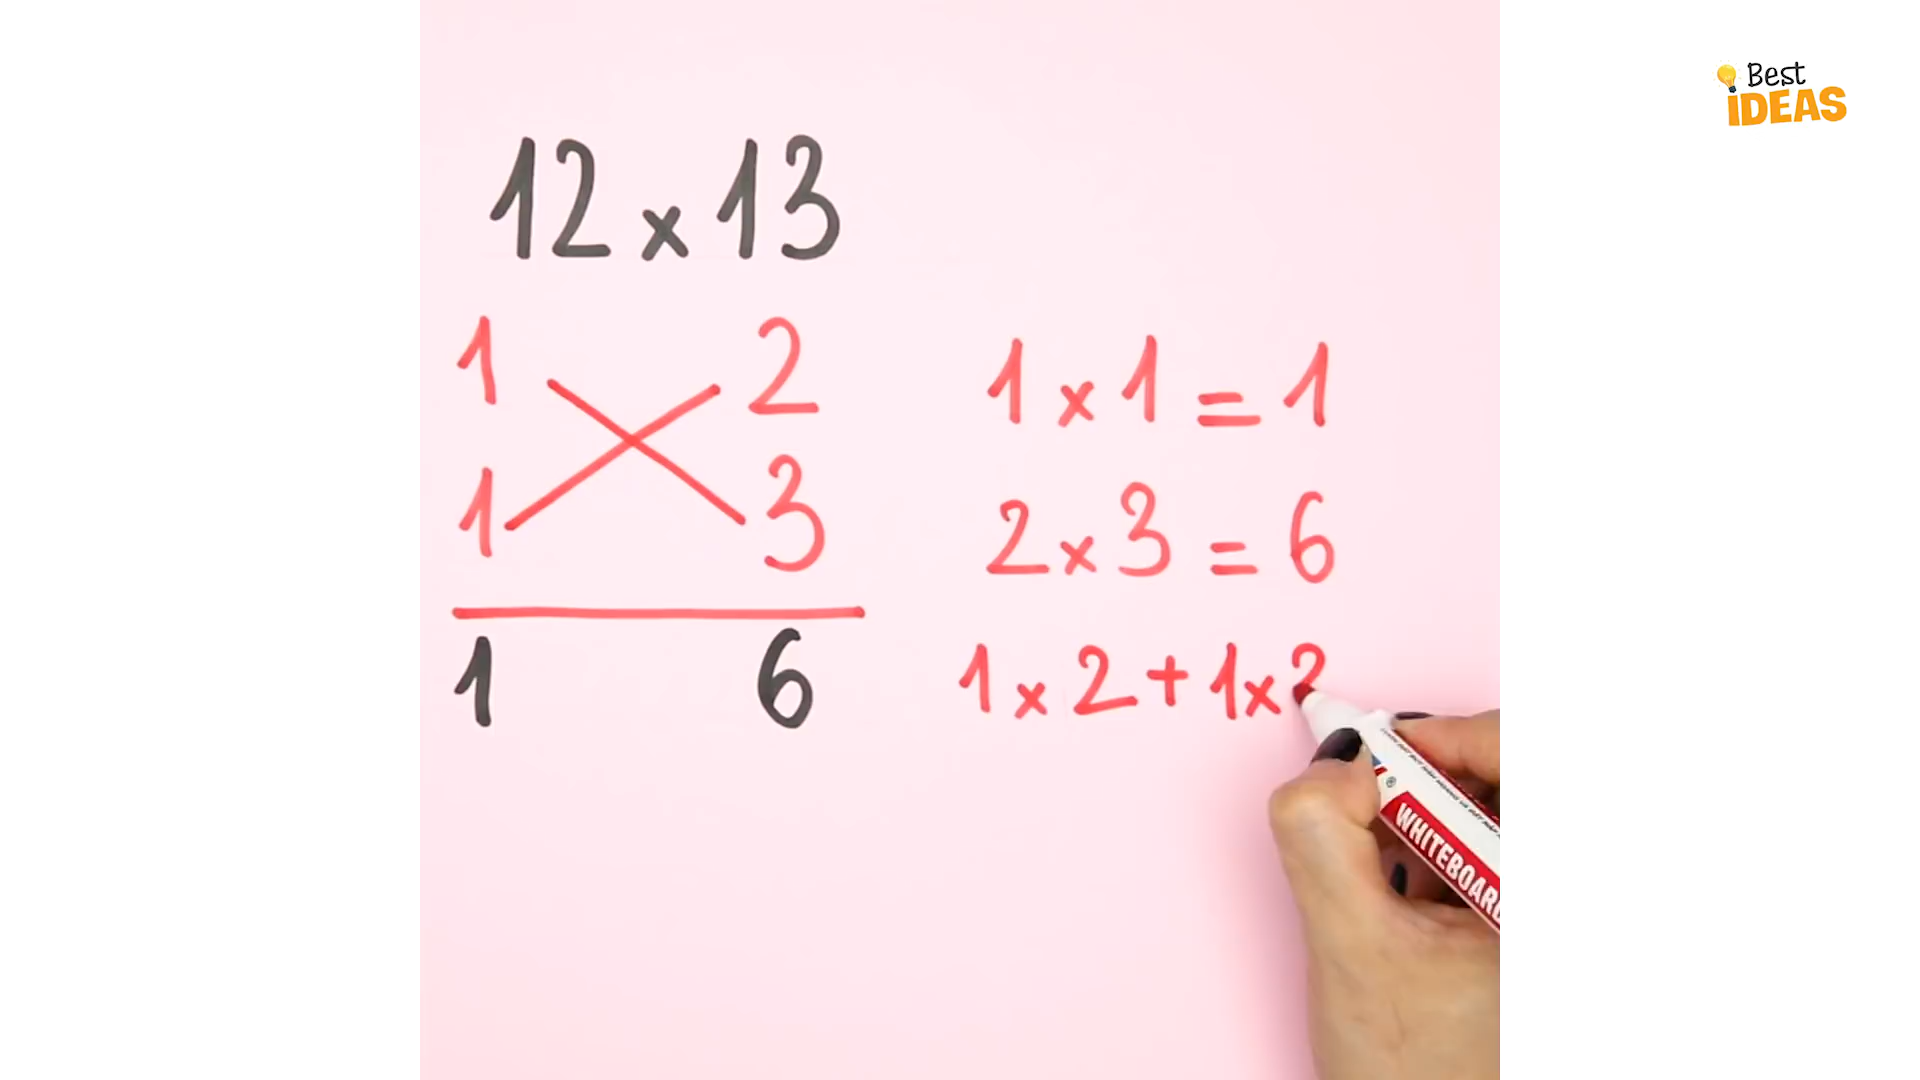 Best
IDEAS
12 x 13
1 2
1 3
1 6
1 x 1 = 1
2 x 3 = 6
1 x 2 + 1 x
WHITEBOARD